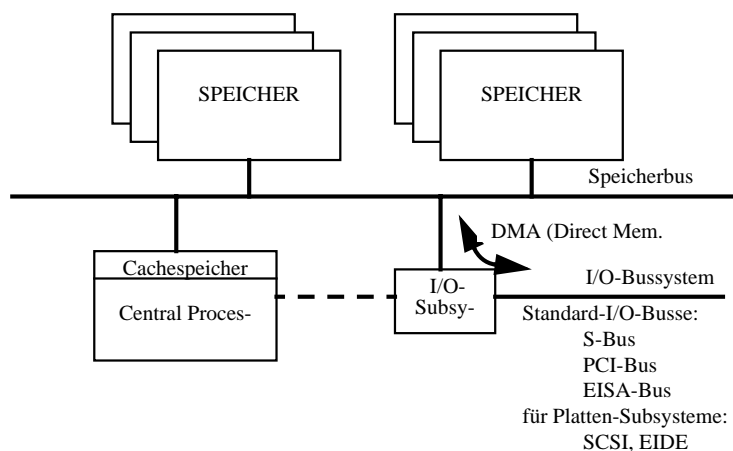 SPEICHER
SPEICHER
Speicherbus
DMA (Direct Mem.
Cachespeicher
Central Proces-
I/O-
Subsy-
I/O-Bussystem
Standard-I/O-Busse:
S-Bus
PCI-Bus
EISA-Bus
für Platten-Subsysteme:
SCSI, EIDE